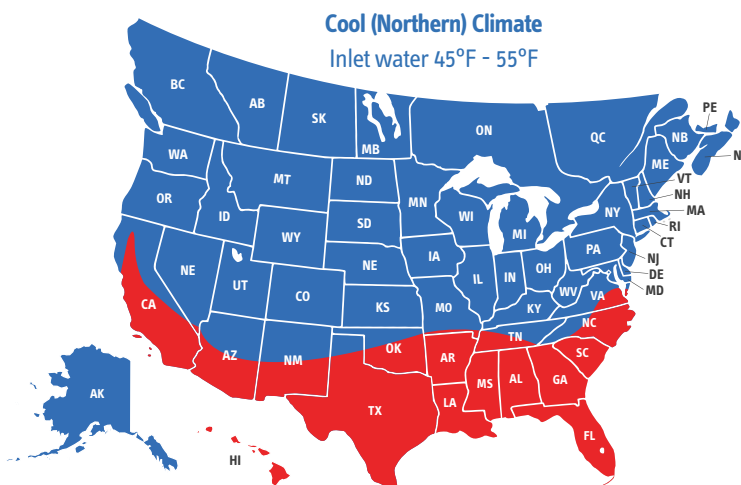 Cool (Northern) Climate
Inlet water 45°F - 55°F
BC
AB
SK
MB
ON
QC
PE
NB
N
ME
VT
NH
MA
RI
CT
NJ
DE
MD
WA
MT
ND
MN
OR
ID
WY
SD
WI
MI
NY
NE
UT
CO
NE
IA
IL
IN
OH
PA
KS
MO
KY
WV
VA
CA
AZ
NM
OK
AR
TN
NC
SC
MS
AL
GA
TX
LA
FL
AK
HI